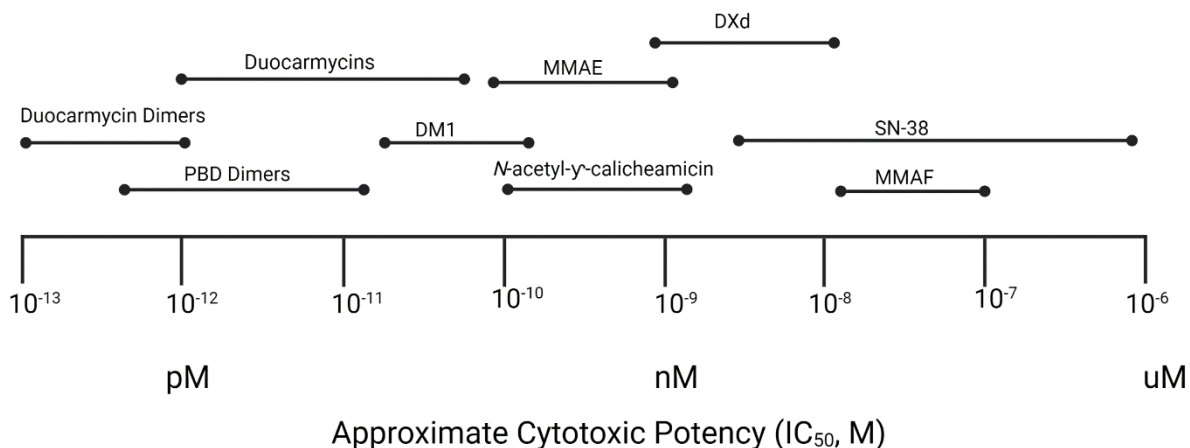 DXd
Duocarmycins
MMAE
Duocarmycin Dimers
DM1
SN-38
PBD Dimers
N-acetyl-γ-calicheamicin
MMAF
10⁻¹³
10⁻¹²
10⁻¹¹
10⁻¹⁰
10⁻⁹
10⁻⁸
10⁻⁷
10⁻⁶
pM
nM
uM
Approximate Cytotoxic Potency (IC₅₀, M)